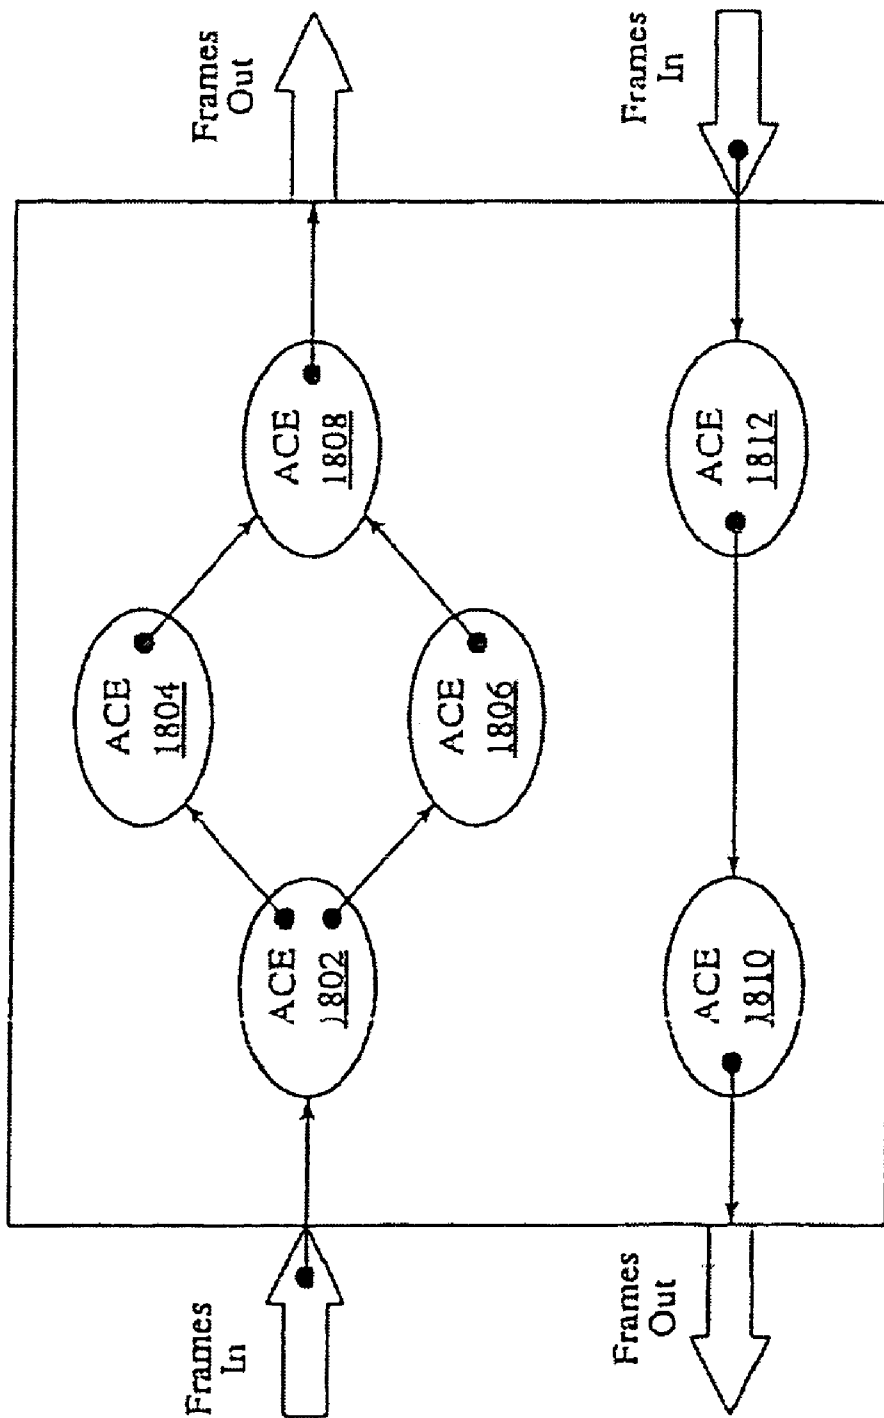 Frames
In
ACE
1802
ACE
1804
ACE
1806
ACE
1808
Frames
Out
Frames
In
ACE
1812
ACE
1810
Frames
Out